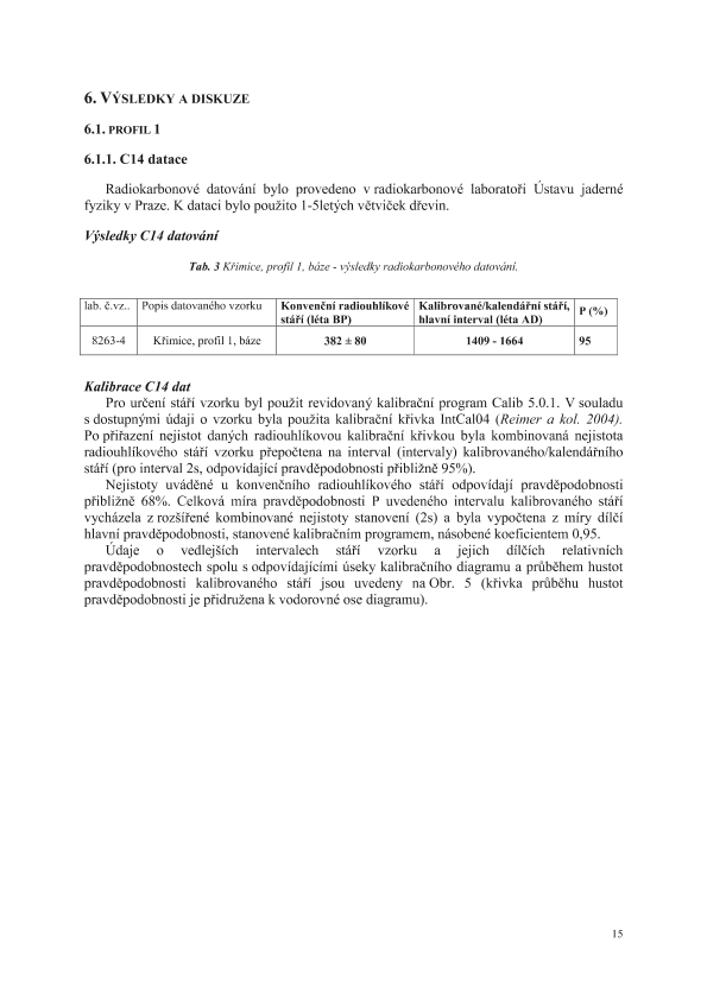 6. VÝSLEDKY A DISKUZE
6.1. PROFIL 1
6.1.1. C14 datace
Radiokarbonové datování bylo provedeno v radiokarbonové laboratoři Ústavu jaderné
fyziky v Praze. K dataci bylo použito 1-5letých větviček dřevin.
Výsledky C14 datování
Tab. 3 Křimice, profil 1, báze - výsledky radiokarbonového datování.
lab. č.vz.. Popis datovaného vzorku Konvenční radiouhlíkové Kalibrované/kalendářní stáří, P (%)
stáří (léta BP) hlavní interval (léta AD)
8263-4 Křimice, profil 1, báze 382 ± 80 1409 - 1664 95
Kalibrace C14 dat
Pro určení stáří vzorku byl použit revidovaný kalibrační program Calib 5.0.1. V souladu
s dostupnými údaji o vzorku byla použita kalibrační křivka IntCal04 (Reimer a kol. 2004).
Po přiřazení nejistot daných radiouhlíkovou kalibrační křivkou byla kombinovaná nejistota
radiouhlíkového stáří vzorku přepočtena na interval (intervaly) kalibrovaného/kalendářního
stáří (pro interval 2s, odpovídající pravděpodobnosti přibližně 95%).
Nejistoty uváděné u konvenčního radiouhlíkového stáří odpovídají pravděpodobnosti
přibližně 68%. Celková míra pravděpodobnosti P uvedeného intervalu kalibrovaného stáří
vycházela z rozšířené kombinované nejistoty stanovení (2s) a byla vypočtena z míry dílčí
hlavní pravděpodobnosti, stanovené kalibračním programem, násobené koeficientem 0,95.
Údaje o vedlejších intervalech stáří vzorku a jejich dílčích relativních
pravděpodobnostech spolu s odpovídajícími úseky kalibračního diagramu a průběhem hustot
pravděpodobnosti kalibrovaného stáří jsou uvedeny na Obr. 5 (křivka průběhu hustot
pravděpodobnosti je přidružena k vodorovné ose diagramu).
15